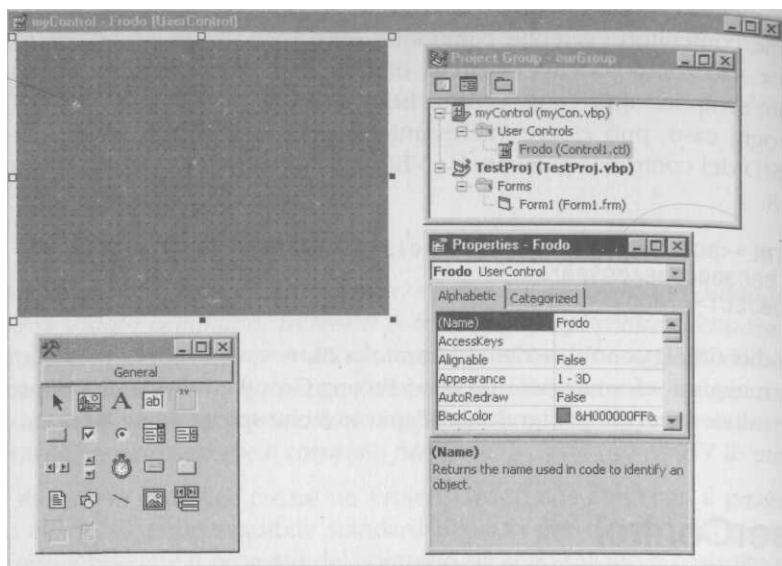 myControl - Frodo (UserControl)
Project Group - ourGroup
myControl (myCon.vbp)
User Controls
Frodo (Control1.ctl)
TestProj (TestProj.vbp)
Forms
Form1 (Form1.frm)
Properties - Frodo
Frodo UserControl
Alphabetic Categorized
(Name) Frodo
AccessKeys
Alignable False
Appearance 1 - 3D
AutoRedraw False
BackColor &H000000FF&
(Name)
Returns the name used in code to identify an
object.
General
A
ab